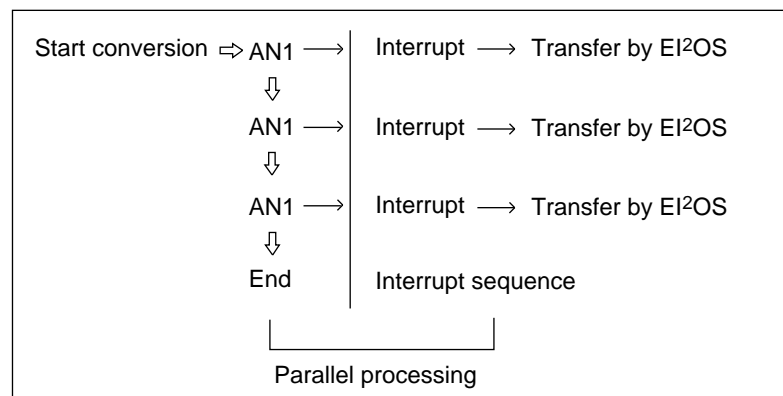 Start conversion ⇨ AN1 → Interrupt → Transfer by EI²OS
AN1 → Interrupt → Transfer by EI²OS
AN1 → Interrupt → Transfer by EI²OS
End Interrupt sequence
Parallel processing